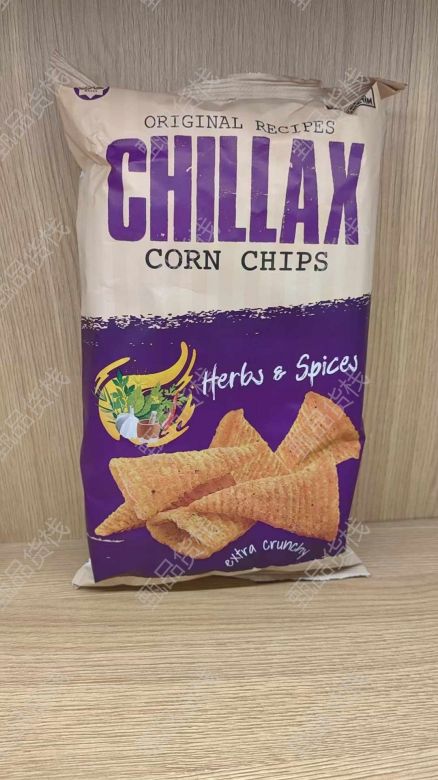 ORIGINAL RECIPES
CHILLAX
CORN CHIPS
Herbs & Spices
extra crunchy